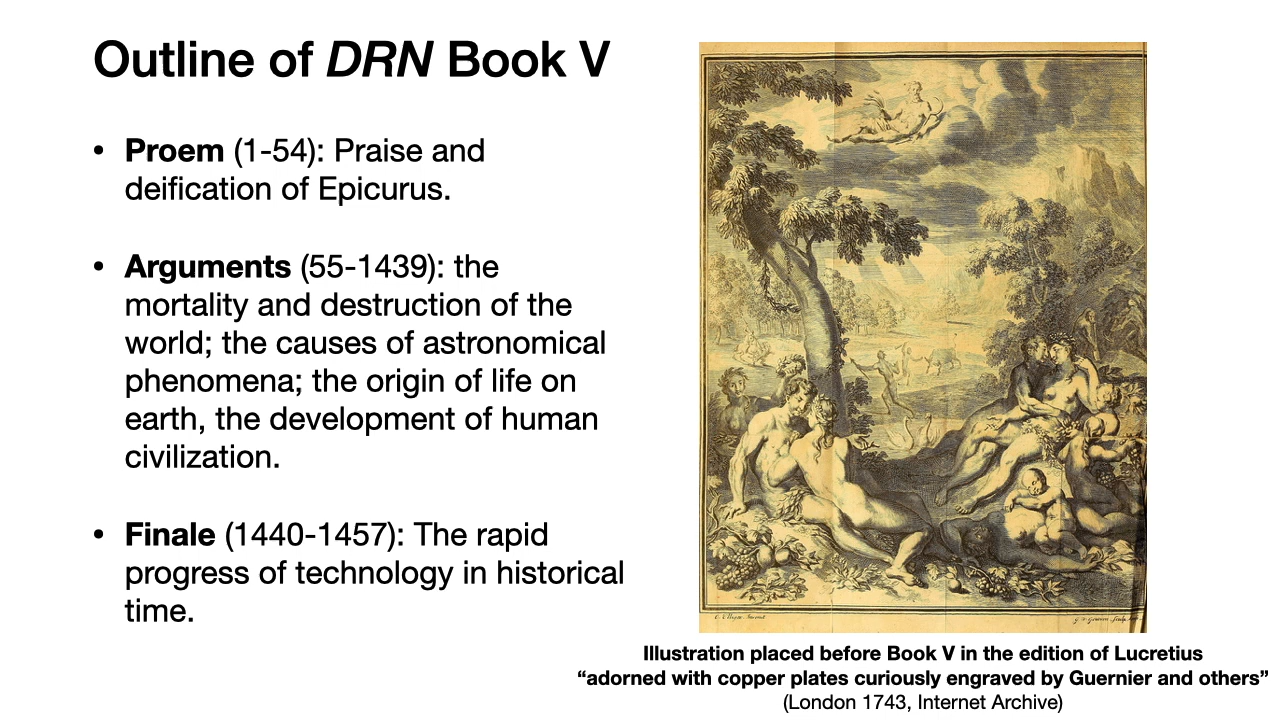 Outline of DRN Book V
• Proem (1-54): Praise and
deification of Epicurus.
• Arguments (55-1439): the
mortality and destruction of the
world; the causes of astronomical
phenomena; the origin of life on
earth, the development of human
civilization.
• Finale (1440-1457): The rapid
progress of technology in historical
time.
Illustration placed before Book V in the edition of Lucretius
“adorned with copper plates curiously engraved by Guernier and others”
(London 1743, Internet Archive)